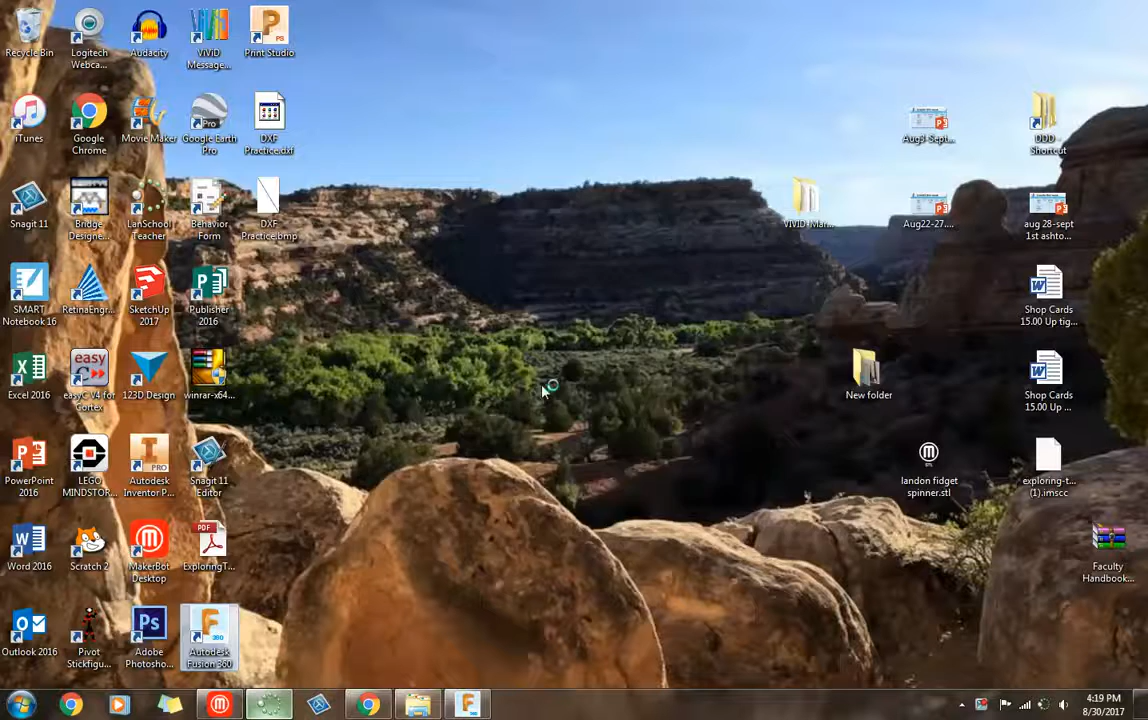 Recycle Bin
Logitech
Webca...
Audacity
ViViD
Message...
Print Studio
iTunes
Google
Chrome
Movie Maker
Google Earth
Pro
DXF
Practice.dxf
Aug3-Sept...
DDD -
Shortcut
Snagit 11
Bridge
Designe...
LanSchool
Teacher
Behavior
Form
DXF
Practice.bmp
ViViD Man...
Aug22-27....
aug 28-sept
1st ashto...
SMART
Notebook 16
RetinaEngr...
SketchUp
2017
Publisher
2016
Shop Cards
15.00 Up tig...
Excel 2016
easyC V4 for
Cortex
123D Design
winrar-x64...
New folder
Shop Cards
15.00 Up ...
PowerPoint
2016
LEGO
MINDSTOR...
Autodesk
Inventor P...
Snagit 11
Editor
landon fidget
spinner.stl
exploring-t...
(1).imscc
Word 2016
Scratch 2
MakerBot
Desktop
ExploringT...
Faculty
Handbook...
Outlook 2016
Pivot
Stickfigu...
Adobe
Photosho...
Autodesk
Fusion 360
4:19 PM
8/30/2017